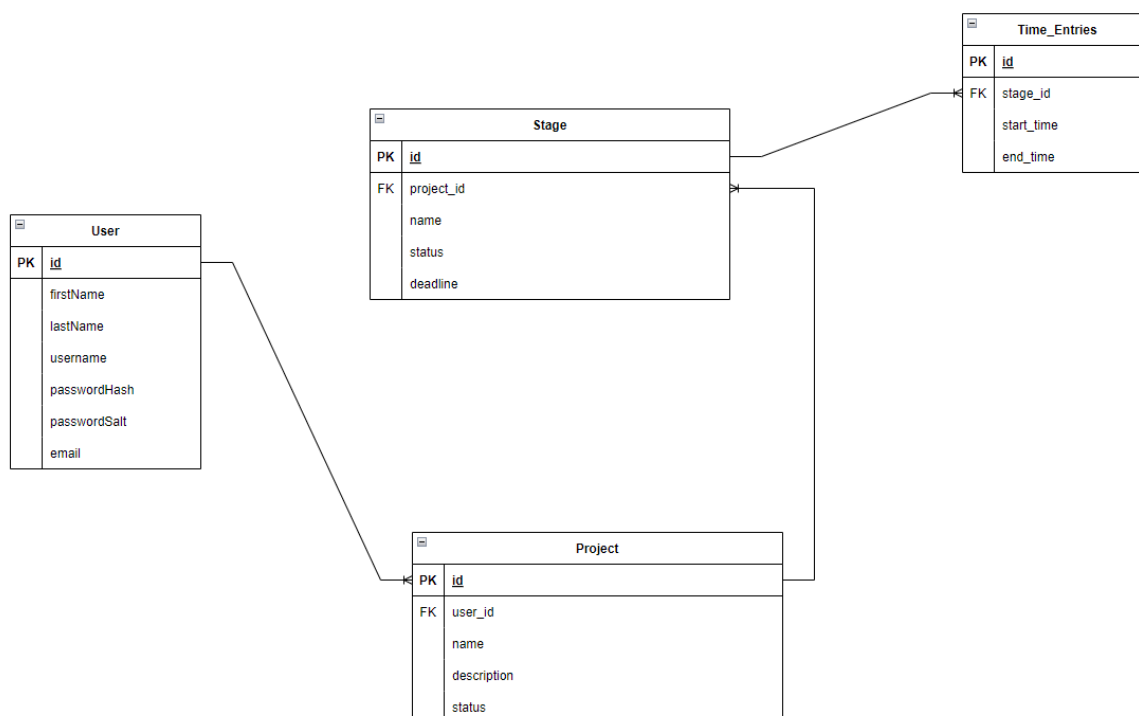 Time_Entries
PK id
FK stage_id
start_time
end_time
Stage
PK id
FK project_id
name
status
deadline
User
PK id
firstName
lastName
username
passwordHash
passwordSalt
email
Project
PK id
FK user_id
name
description
status